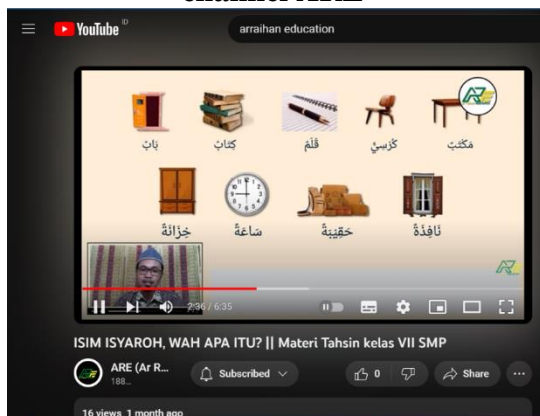 YouTube ID
arraihan education
مَكْتَبٌ كُرْسِيٌّ قَلَمٌ كِتَابٌ بَابٌ
نَافِذَةٌ حَقِيْبَةٌ سَاعَةٌ خِزَانَةٌ
2:36 / 6:35
ISIM ISYAROH, WAH APA ITU? || Materi Tahsin kelas VII SMP
ARE (Ar R...
188...
Subscribed
0
Share
16 views 1 month ago